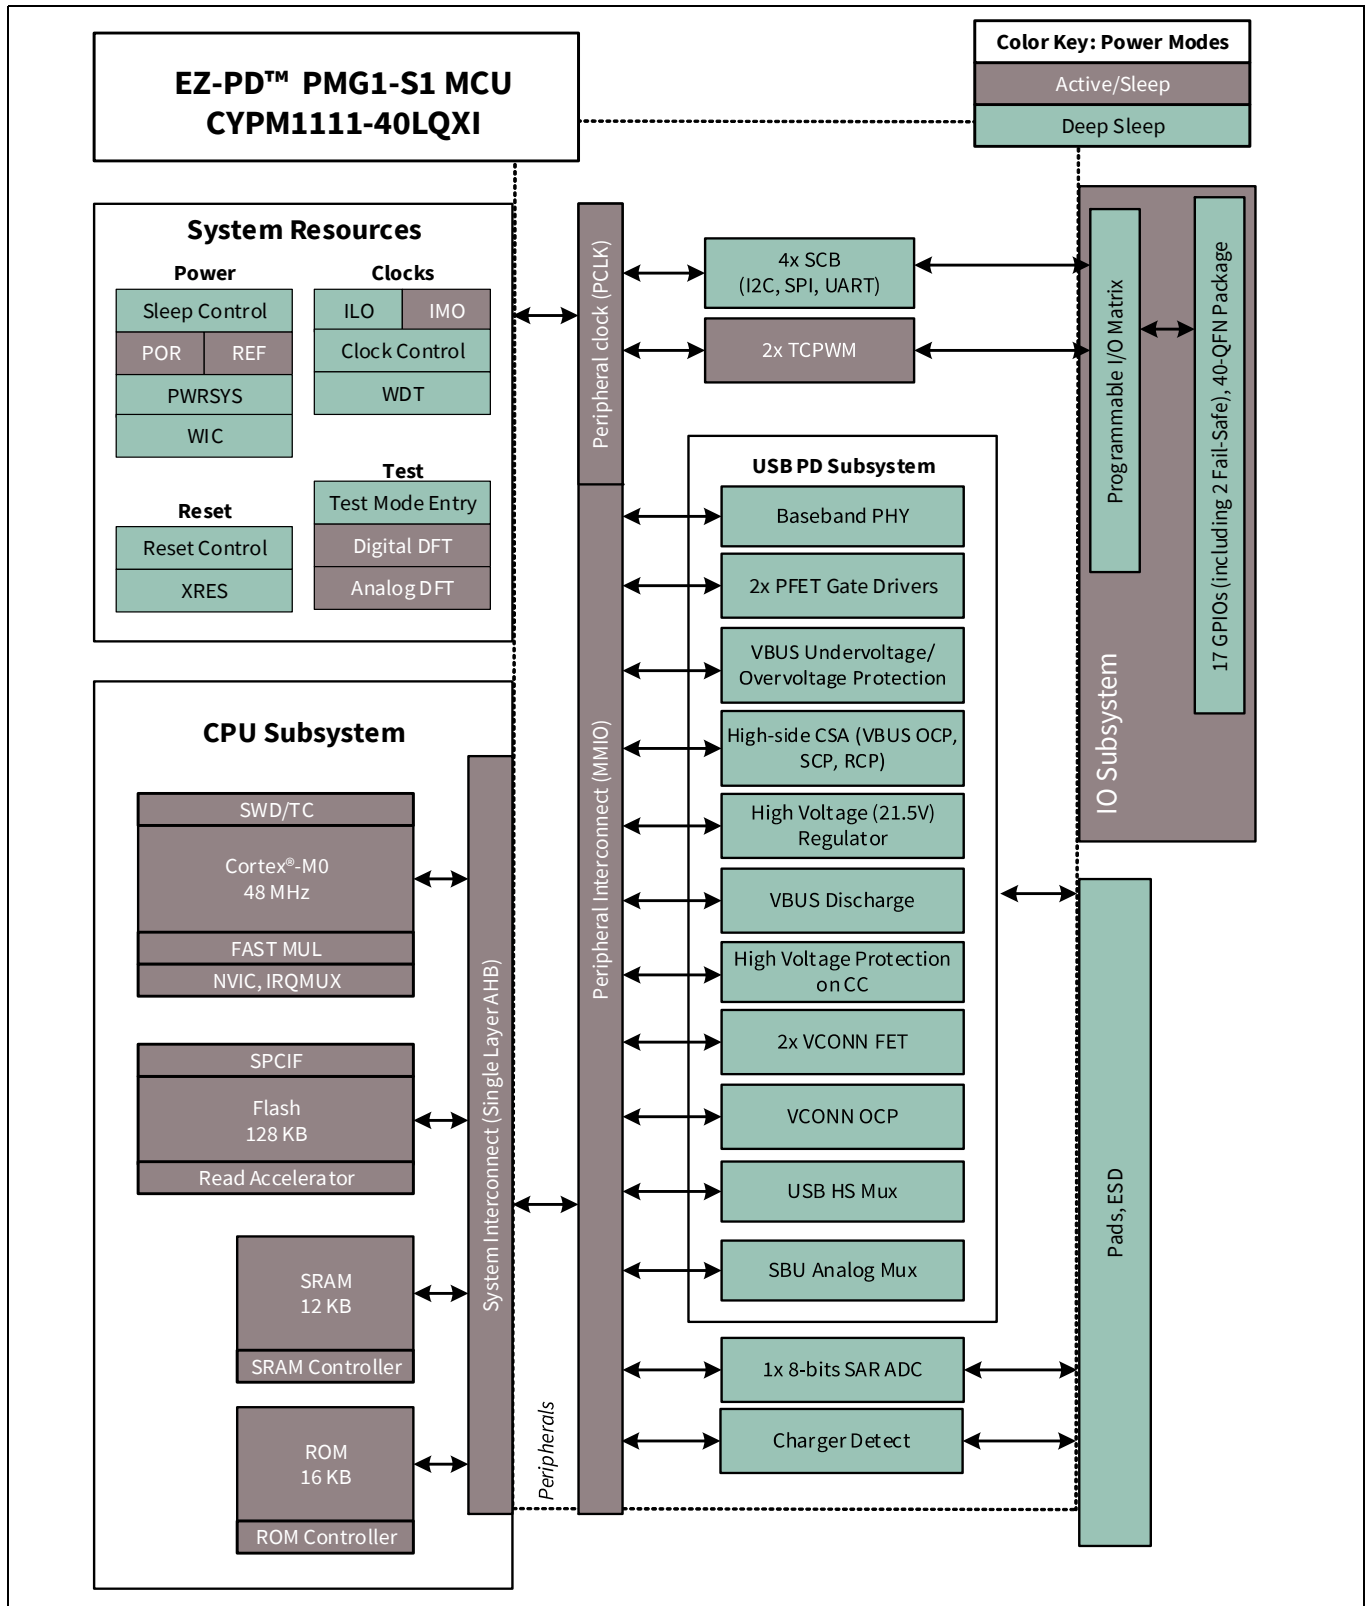 EZ-PD™ PMG1-S1 MCU
CYPM1111-40LQXI
Color Key: Power Modes
Active/Sleep
Deep Sleep
System Resources
Power
Sleep Control
POR
REF
PWRSYS
WIC
Clocks
ILO
IMO
Clock Control
WDT
Reset
Reset Control
XRES
Test
Test Mode Entry
Digital DFT
Analog DFT
CPU Subsystem
SWD/TC
Cortex®-M0
48 MHz
FAST MUL
NVIC, IRQMUX
SPCIF
Flash
128 KB
Read Accelerator
SRAM
12 KB
SRAM Controller
ROM
16 KB
ROM Controller
System Interconnect (Single Layer AHB)
Peripherals
Peripheral clock (PCLK)
Peripheral Interconnect (MMIO)
4x SCB
(I2C, SPI, UART)
2x TCPWM
USB PD Subsystem
Baseband PHY
2x PFET Gate Drivers
VBUS Undervoltage/
Overvoltage Protection
High-side CSA (VBUS OCP,
SCP, RCP)
High Voltage (21.5V)
Regulator
VBUS Discharge
High Voltage Protection
on CC
2x VCONN FET
VCONN OCP
USB HS Mux
SBU Analog Mux
1x 8-bits SAR ADC
Charger Detect
IO Subsystem
Programmable I/O Matrix
17 GPIOs (including 2 Fail-Safe), 40-QFN Package
Pads, ESD